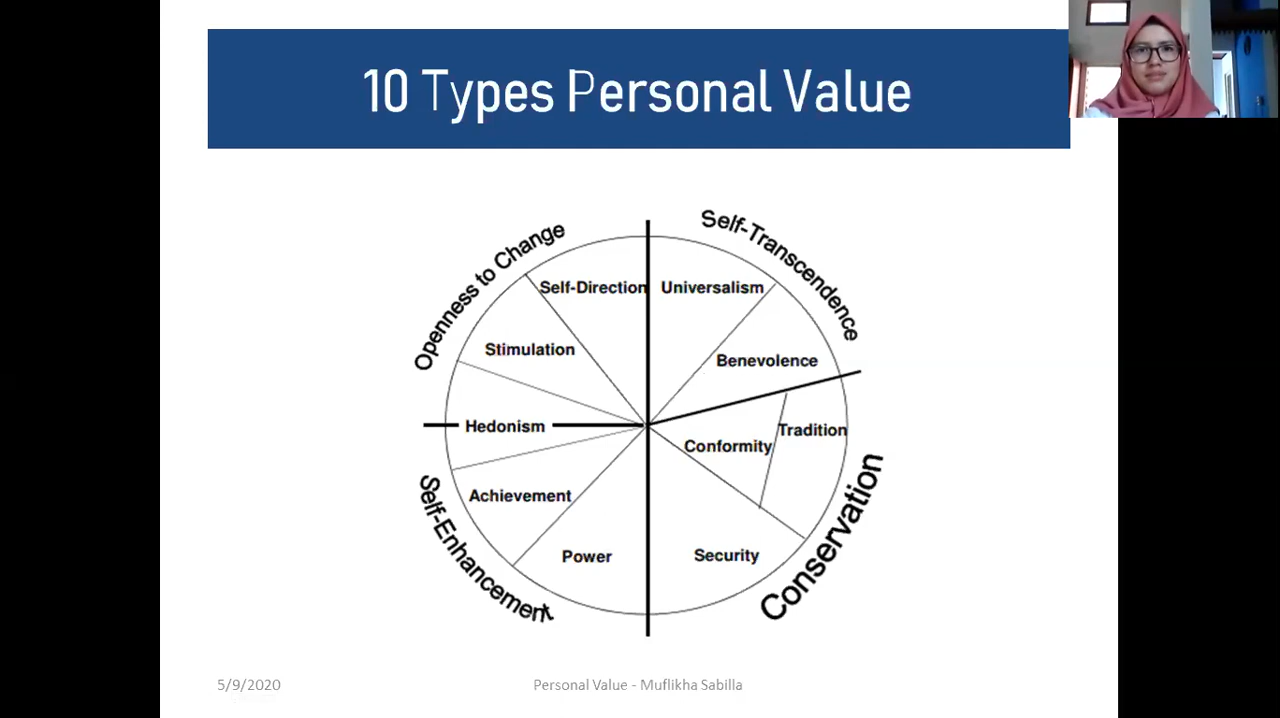 10 Types Personal Value
Openness to Change
Self-Transcendence
Self-Direction
Universalism
Stimulation
Benevolence
Hedonism
Conformity
Tradition
Achievement
Power
Security
Self-Enhancement
Conservation
5/9/2020
Personal Value - Muflikha Sabilla